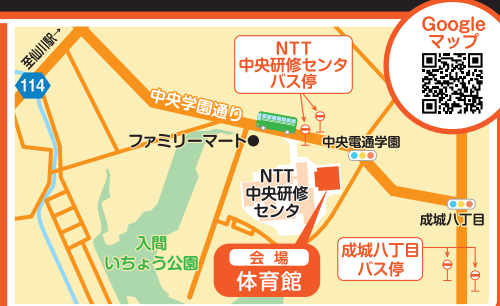 Google
マップ
至仙川駅→
114
NTT
中央研修センタ
バス停
中央学園通り
ファミリーマート
中央電通学園
NTT
中央研修
センタ
成城八丁目
入間
いちょう公園
会場
体育館
成城八丁目
バス停